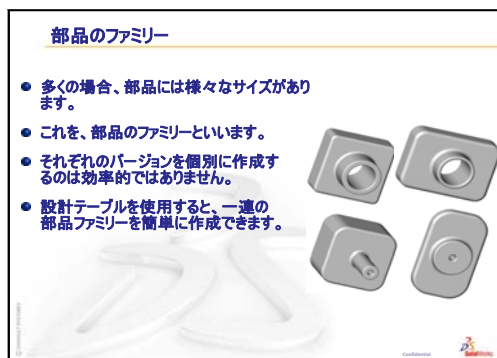 部品のファミリー
多くの場合、部品には様々なサイズがあり
ます。
これを、部品のファミリーといいます。
それぞれのバージョンを個別に作成す
るのは効率的ではありません。
設計テーブルを使用すると、一連の
部品ファミリーを簡単に作成できます。
Confidential
SolidWorks